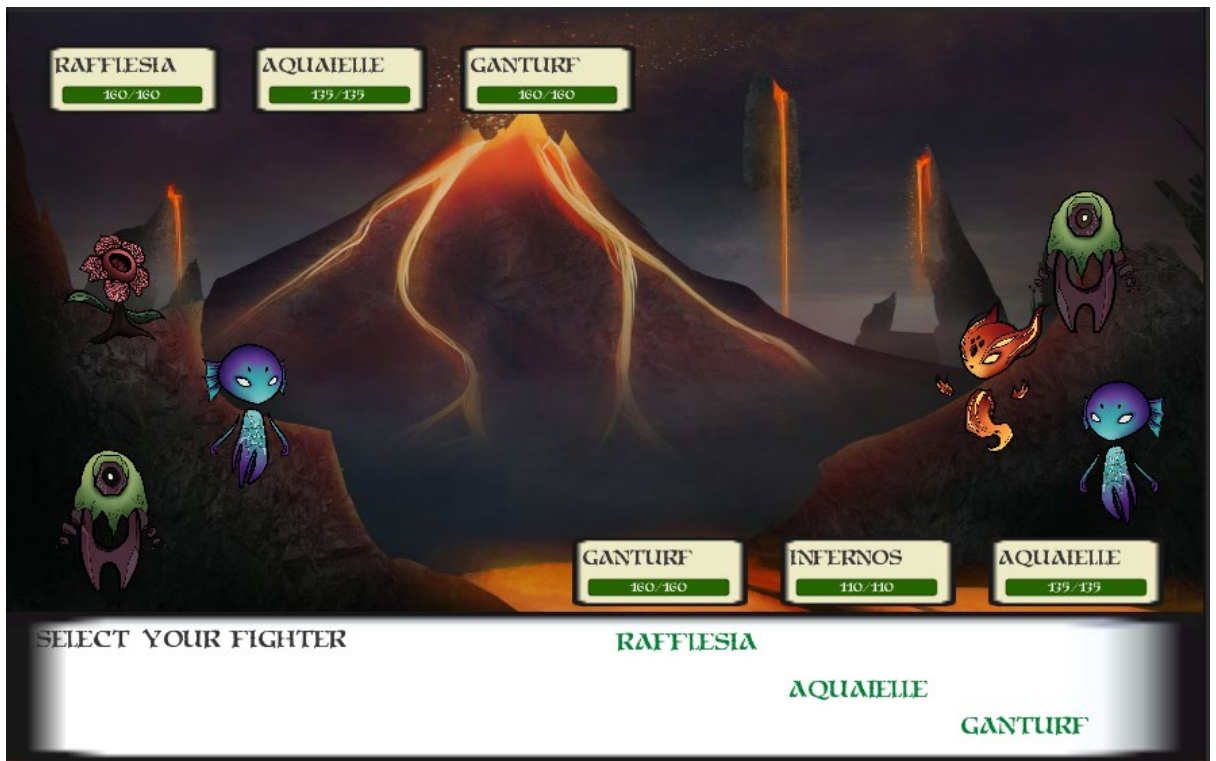 RAFFLESIA
160/160
AQUAIELLE
135/135
GANTURF
160/160
GANTURF
160/160
INFERNOS
110/110
AQUAIELLE
135/135
SELECT YOUR FIGHTER
RAFFLESIA
AQUAIELLE
GANTURF